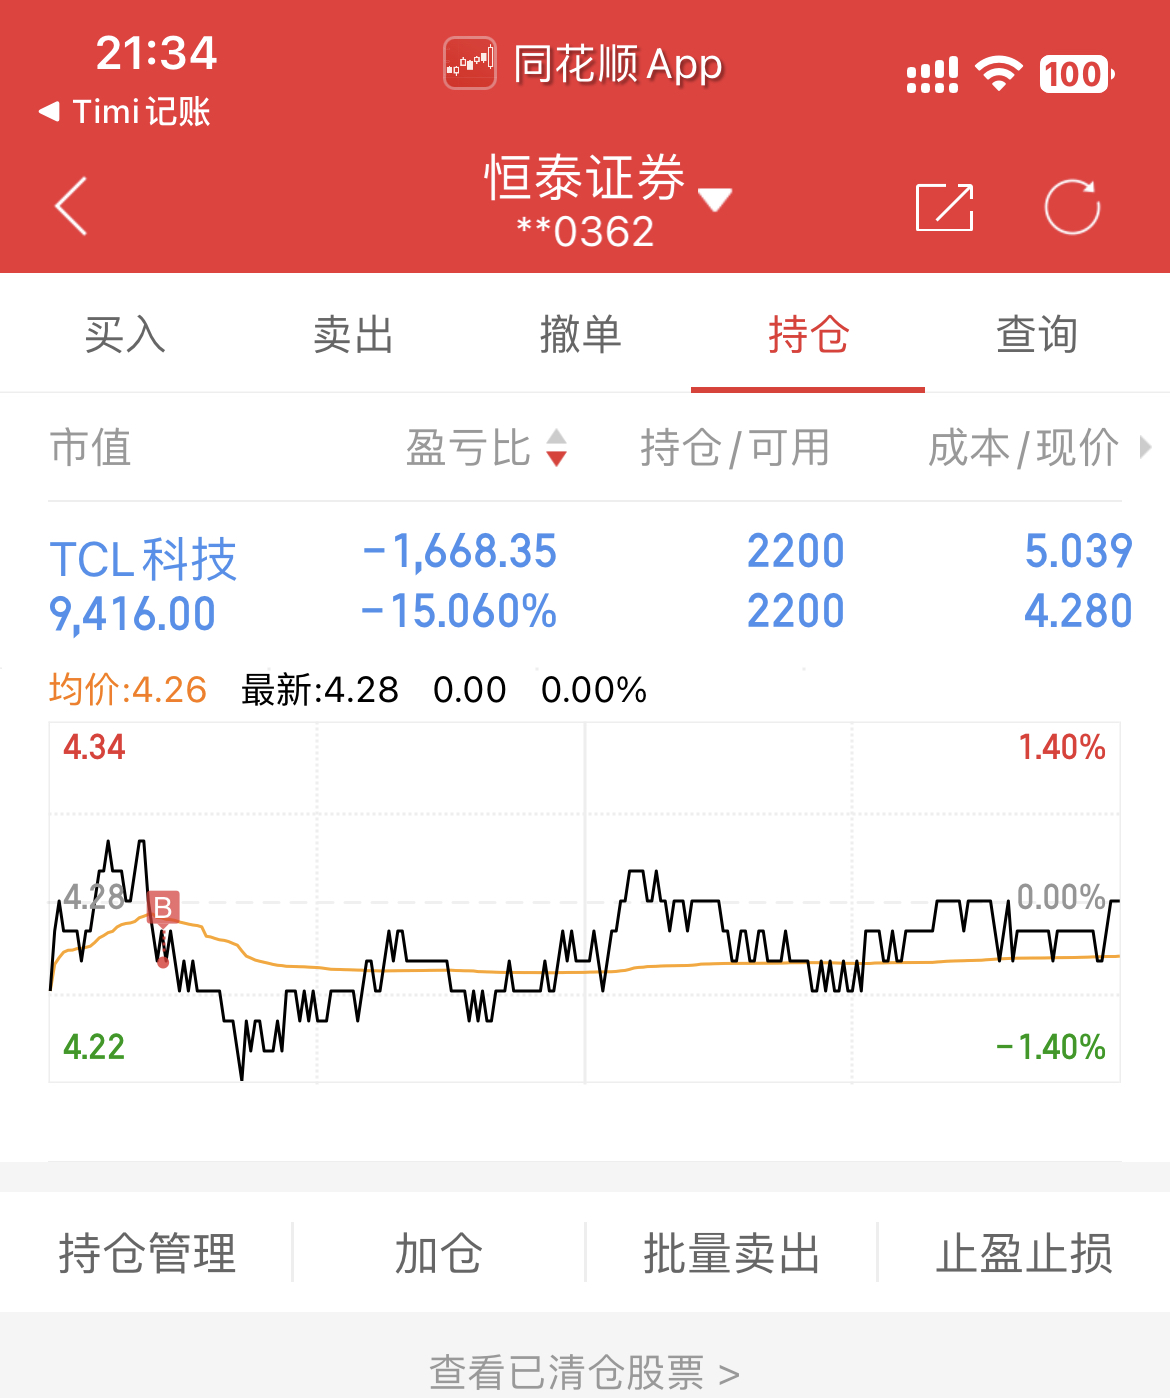 21:34
同花顺 App
100
◀ Timi记账
恒泰证券
**0362
买入 卖出 撤单 持仓 查询
市值 盈亏比 持仓/可用 成本/现价
TCL科技 -1,668.35 2200 5.039
9,416.00 -15.060% 2200 4.280
均价:4.26 最新:4.28 0.00 0.00%
4.34 1.40%
4.28 0.00%
B
4.22 -1.40%
持仓管理 加仓 批量卖出 止盈止损
查看已清仓股票 >